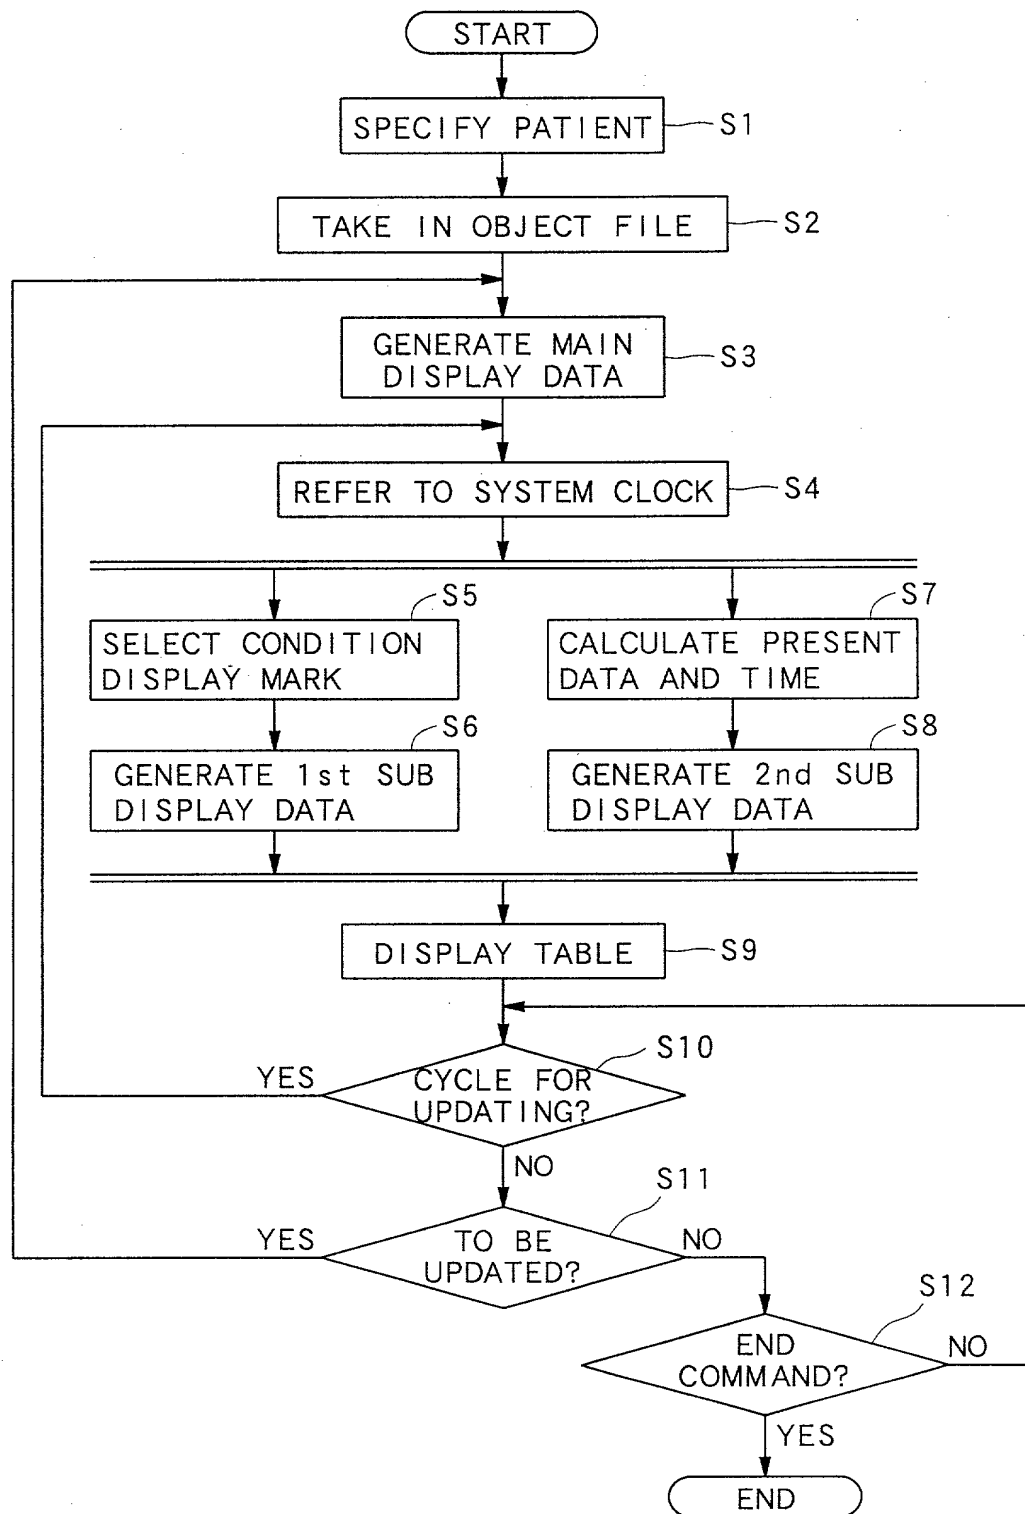 START
SPECIFY PATIENT
S1
TAKE IN OBJECT FILE
S2
GENERATE MAIN
DISPLAY DATA
S3
REFER TO SYSTEM CLOCK
S4
S5
SELECT CONDITION
DISPLAY MARK
S7
CALCULATE PRESENT
DATA AND TIME
S6
GENERATE 1st SUB
DISPLAY DATA
S8
GENERATE 2nd SUB
DISPLAY DATA
DISPLAY TABLE
S9
S10
YES
CYCLE FOR
UPDATING?
NO
S11
YES
TO BE
UPDATED?
NO
S12
END
COMMAND?
NO
YES
END